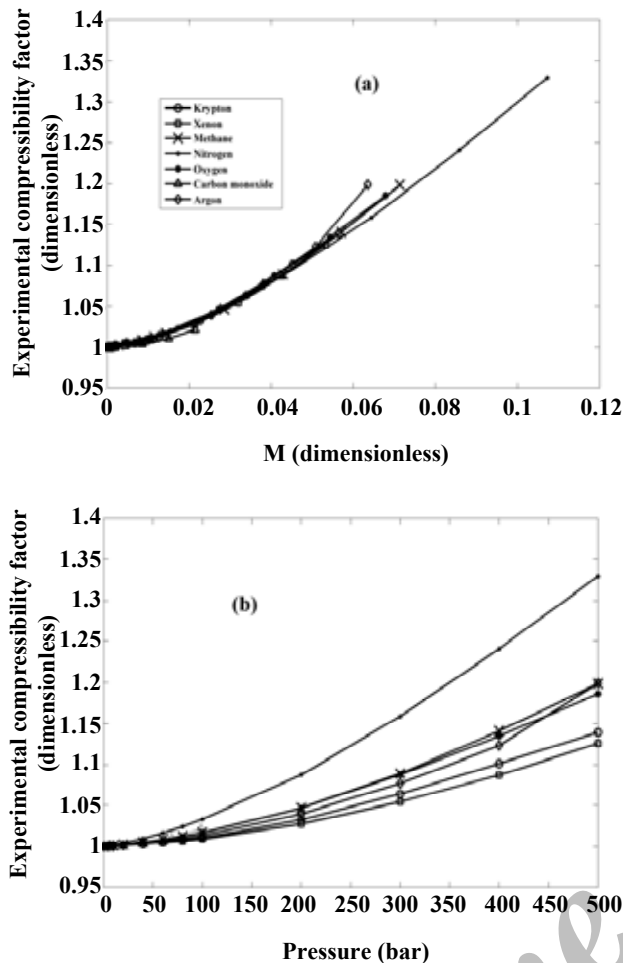 1.4
1.35
1.3
1.25
1.2
1.15
1.1
1.05
1
0.95
Experimental compressibility factor
(dimensionless)
(a)
Krypton
Xenon
Methane
Nitrogen
Oxygen
Carbon monoxide
Argon
0 0.02 0.04 0.06 0.08 0.1 0.12
M (dimensionless)
1.4
1.35
1.3
1.25
1.2
1.15
1.1
1.05
1
0.95
Experimental compressibility factor
(dimensionless)
(b)
0 50 100 150 200 250 300 350 400 450 500
Pressure (bar)